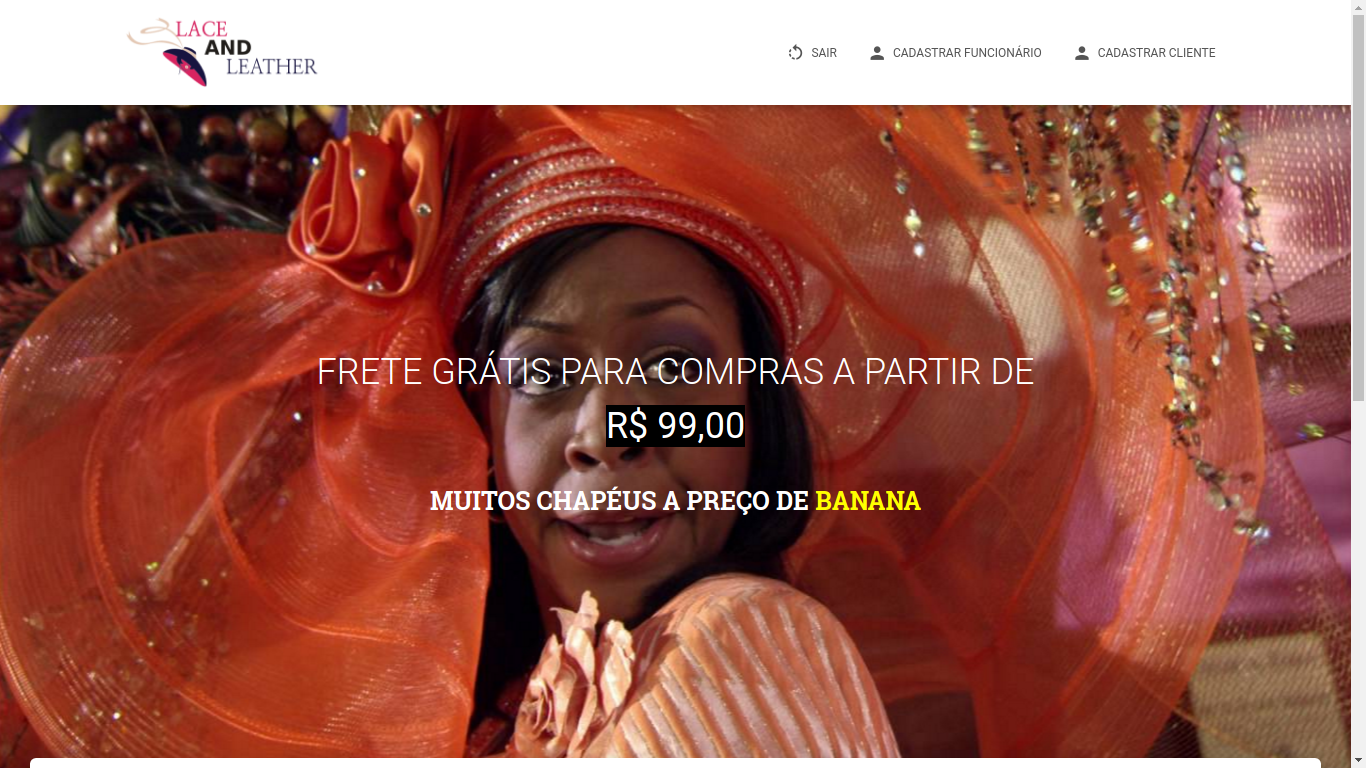 LACE
AND
LEATHER
SAIR CADASTRAR FUNCIONÁRIO CADASTRAR CLIENTE
FRETE GRÁTIS PARA COMPRAS A PARTIR DE
R$ 99,00
MUITOS CHAPÉUS A PREÇO DE BANANA